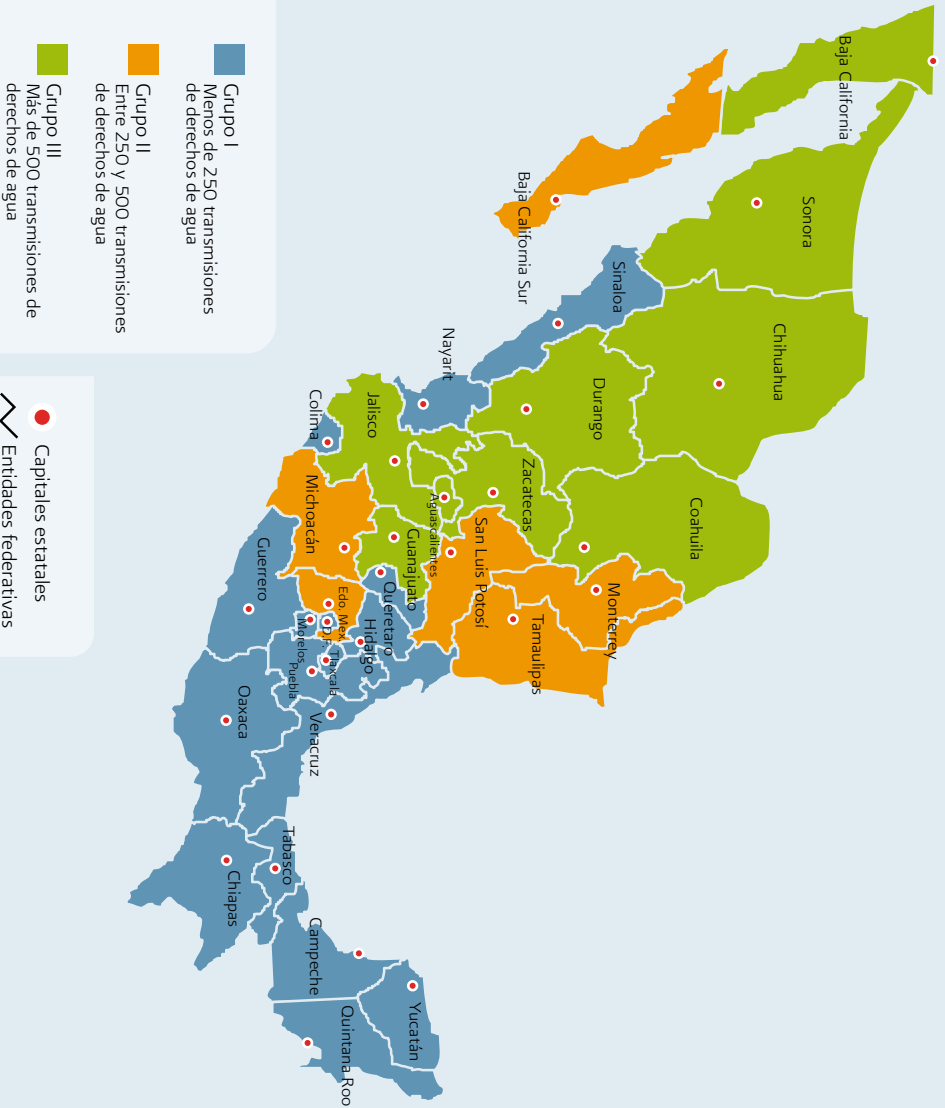 Baja California
Sonora
Chihuahua
Baja California Sur
Sinaloa
Durango
Coahuila
Nayarit
Zacatecas
Monterrey
Jalisco
Aguascalientes
San Luis Potosí
Tamaulipas
Colima
Guanajuato
Michoacán
Querétaro
Hidalgo
Edo. Mex.
D.F.
Tlaxcala
Morelos
Puebla
Guerrero
Veracruz
Oaxaca
Tabasco
Chiapas
Campeche
Yucatán
Quintana Roo
Grupo I
Menos de 250 transmisiones
de derechos de agua
Grupo II
Entre 250 y 500 transmisiones
de derechos de agua
Grupo III
Más de 500 transmisiones de
derechos de agua
Capitales estatales
Entidades federativas